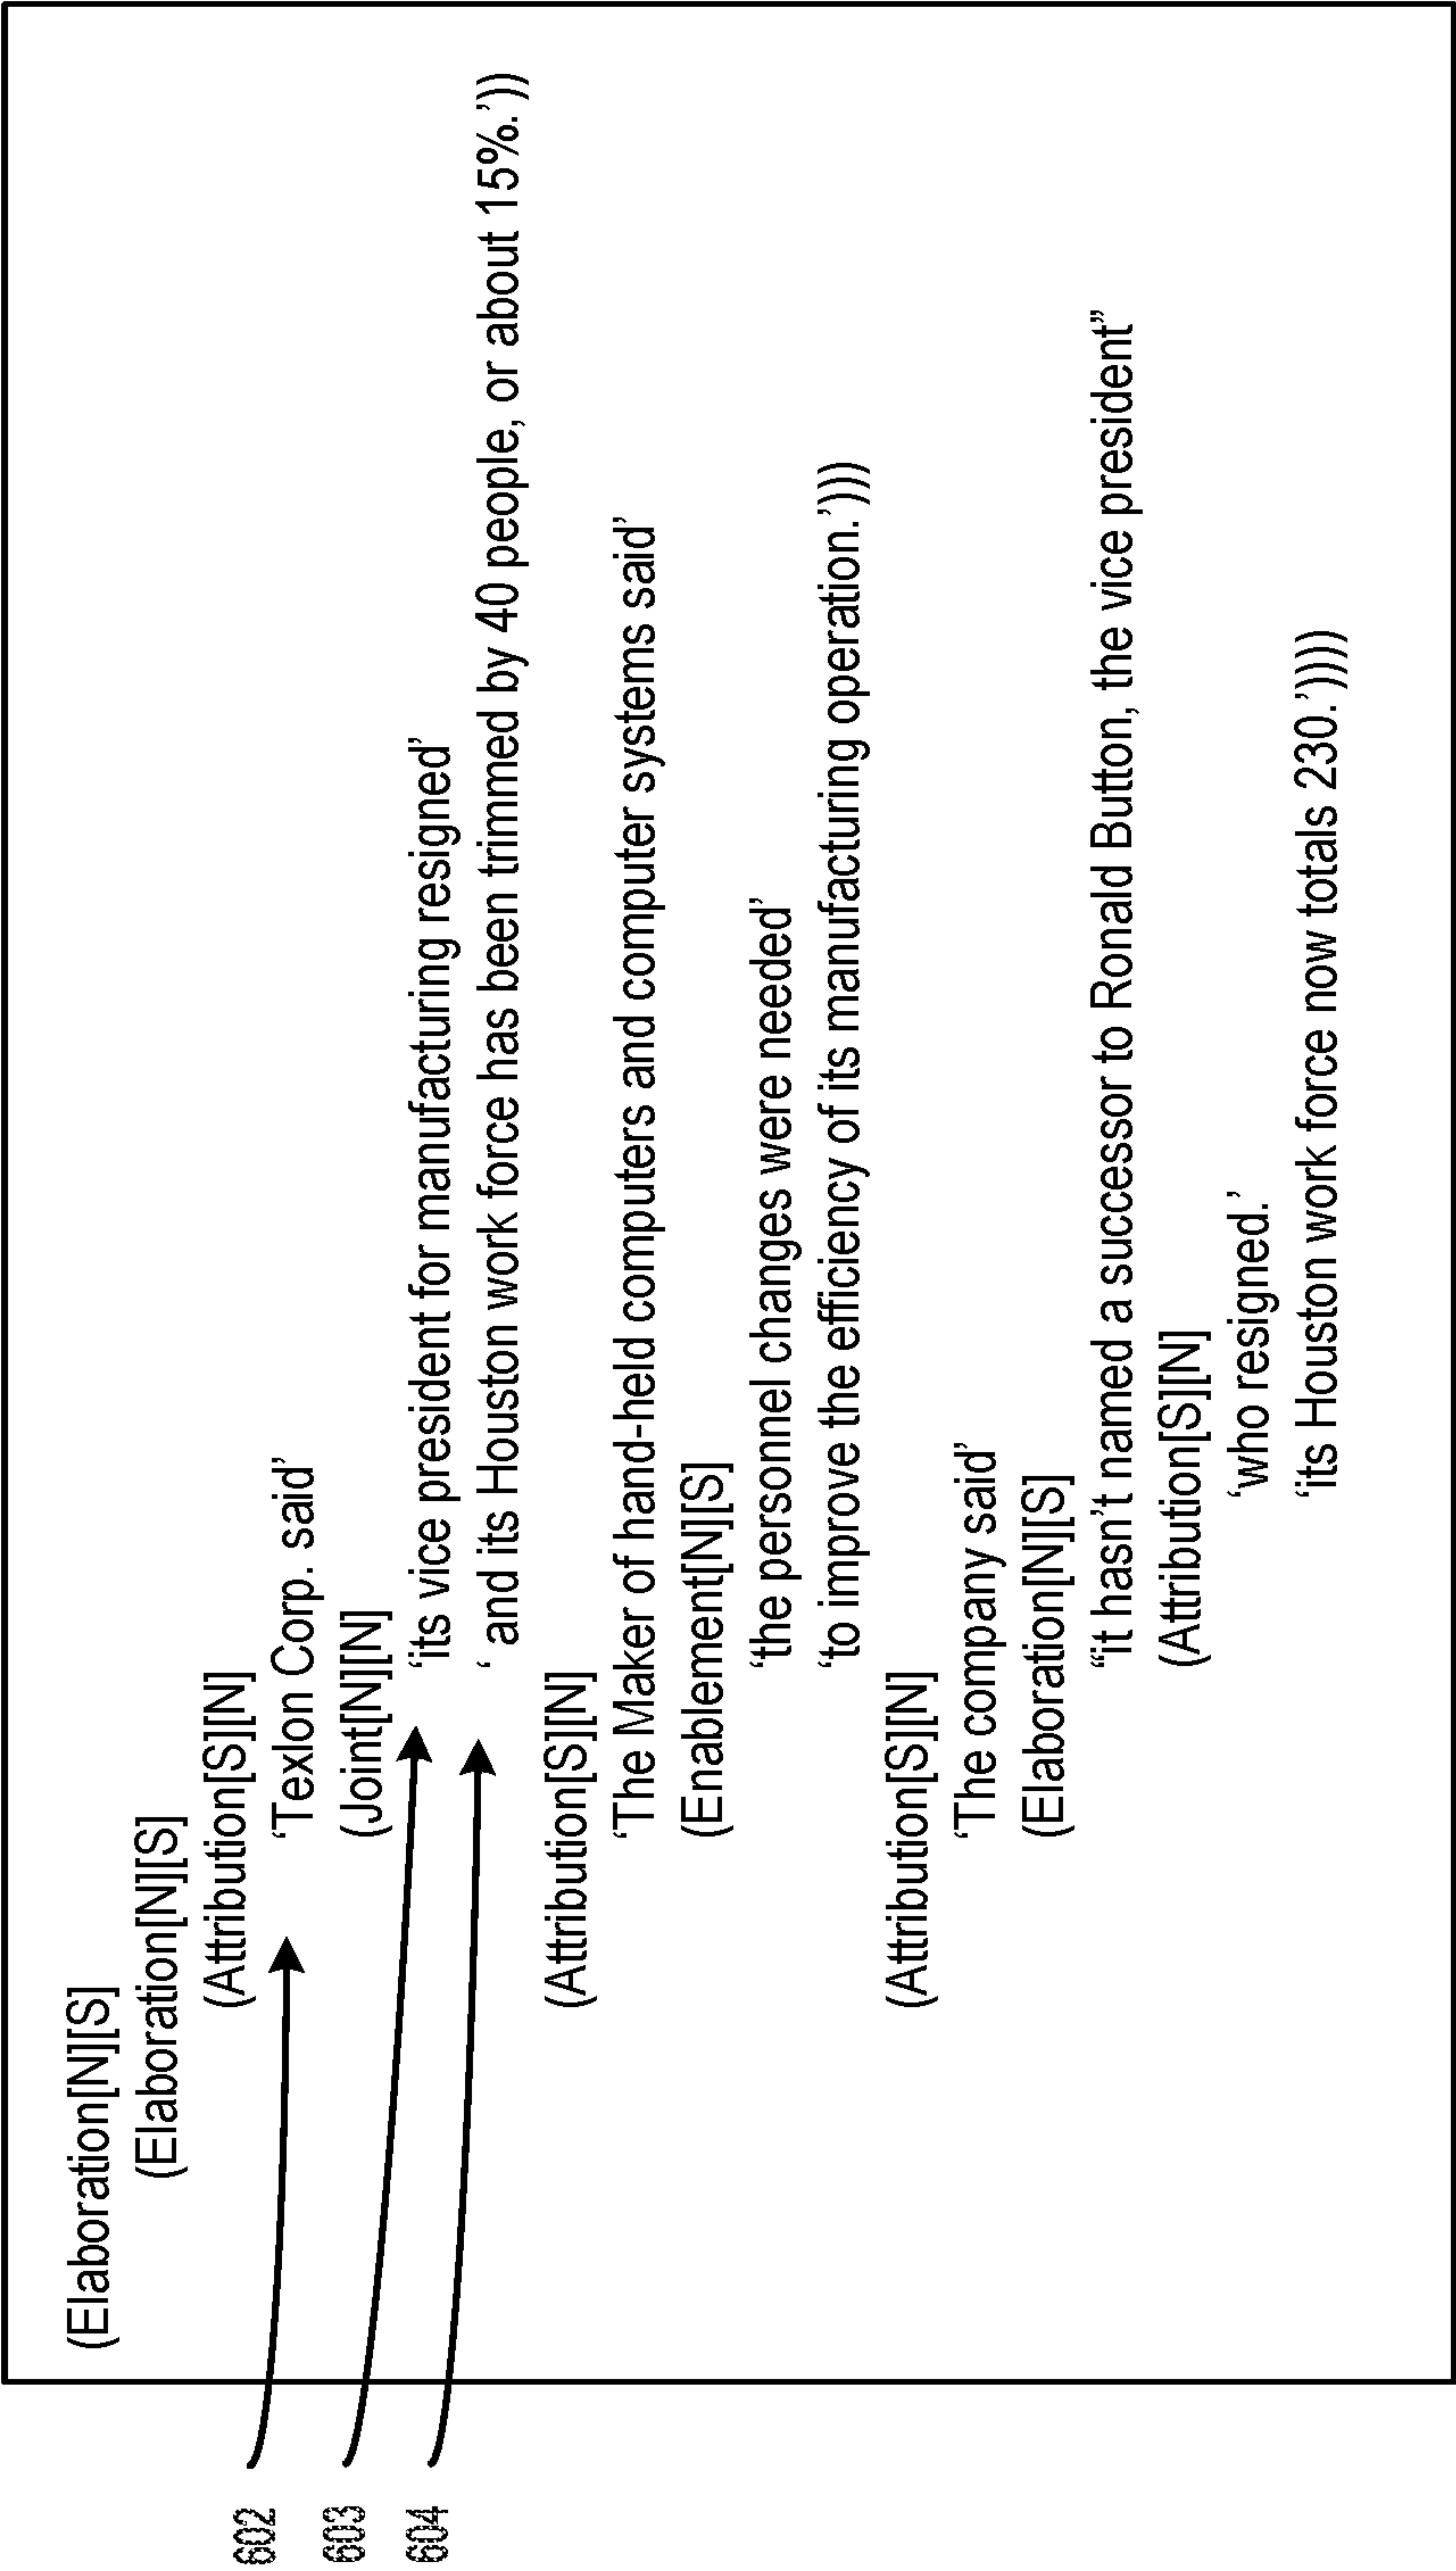 (Elaboration[N][S]
(Elaboration[N][S]
(Attribution[S][N]
602
‘Texlon Corp. said’
(Joint[N][N]
603
‘its vice president for manufacturing resigned’
604
‘ and its Houston work force has been trimmed by 40 people, or about 15%.’))
(Attribution[S][N]
‘The Maker of hand-held computers and computer systems said’
(Enablement[N][S]
‘the personnel changes were needed’
‘to improve the efficiency of its manufacturing operation.’)))
(Attribution[S][N]
‘The company said’
(Elaboration[N][S]
“it hasn’t named a successor to Ronald Button, the vice president”
(Attribution[S][N]
‘who resigned.’
‘its Houston work force now totals 230.’))))